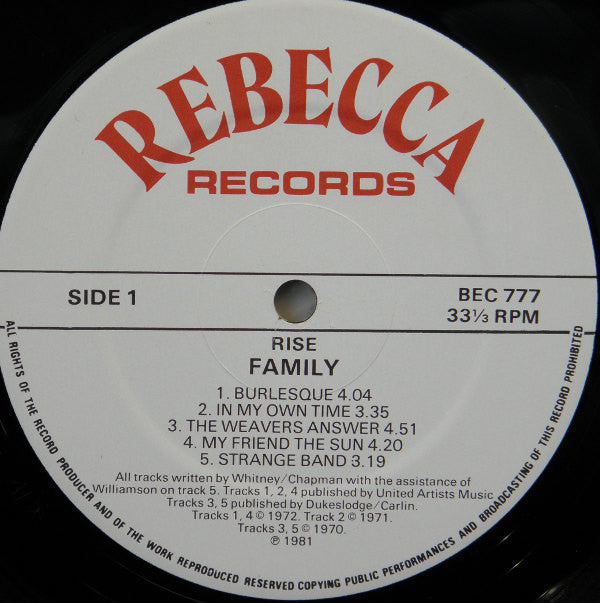 REBECCA
RECORDS
SIDE 1
BEC 777
33⅓ RPM
RISE
FAMILY
1. BURLESQUE 4.04
2. IN MY OWN TIME 3.35
3. THE WEAVERS ANSWER 4.51
4. MY FRIEND THE SUN 4.20
5. STRANGE BAND 3.19
All tracks written by Whitney/Chapman with the assistance of
Williamson on track 5. Tracks 1, 2, 4 published by United Artists Music
Tracks 3, 5 published by Dukeslodge/Carlin.
Tracks 1, 4 © 1972. Track 2 © 1971.
Tracks 3, 5 © 1970.
℗ 1981
ALL RIGHTS OF THE RECORD PRODUCER AND OF THE WORK REPRODUCED RESERVED COPYING PUBLIC PERFORMANCES AND BROADCASTING OF THIS RECORD PROHIBITED